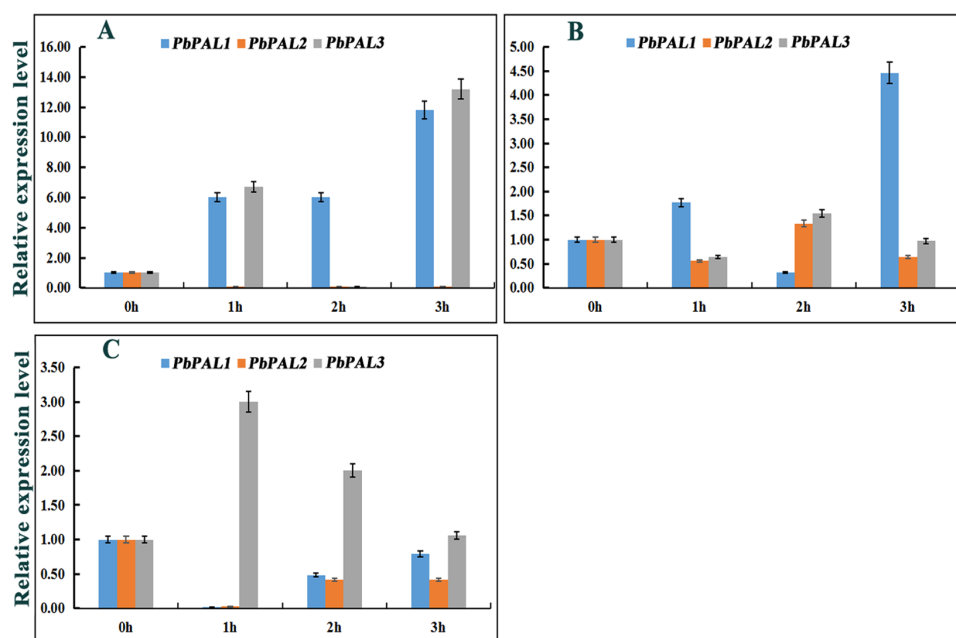 A
PbPAL1 PbPAL2 PbPAL3
Relative expression level
16.00
14.00
12.00
10.00
8.00
6.00
4.00
2.00
0.00
0h 1h 2h 3h
B
PbPAL1 PbPAL2 PbPAL3
5.00
4.50
4.00
3.50
3.00
2.50
2.00
1.50
1.00
0.50
0.00
0h 1h 2h 3h
C
PbPAL1 PbPAL2 PbPAL3
Relative expression level
3.50
3.00
2.50
2.00
1.50
1.00
0.50
0.00
0h 1h 2h 3h